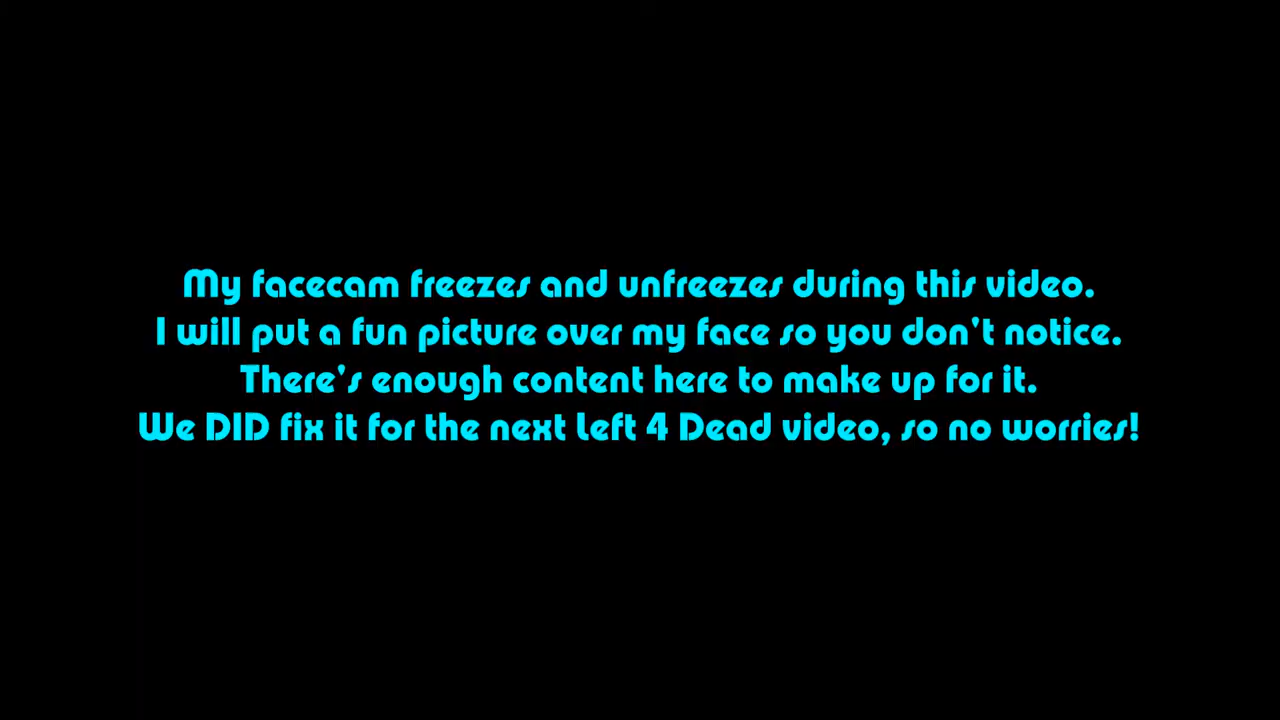 My facecam freezes and unfreezes during this video.
I will put a fun picture over my face so you don't notice.
There's enough content here to make up for it.
We DID fix it for the next Left 4 Dead video, so no worries!